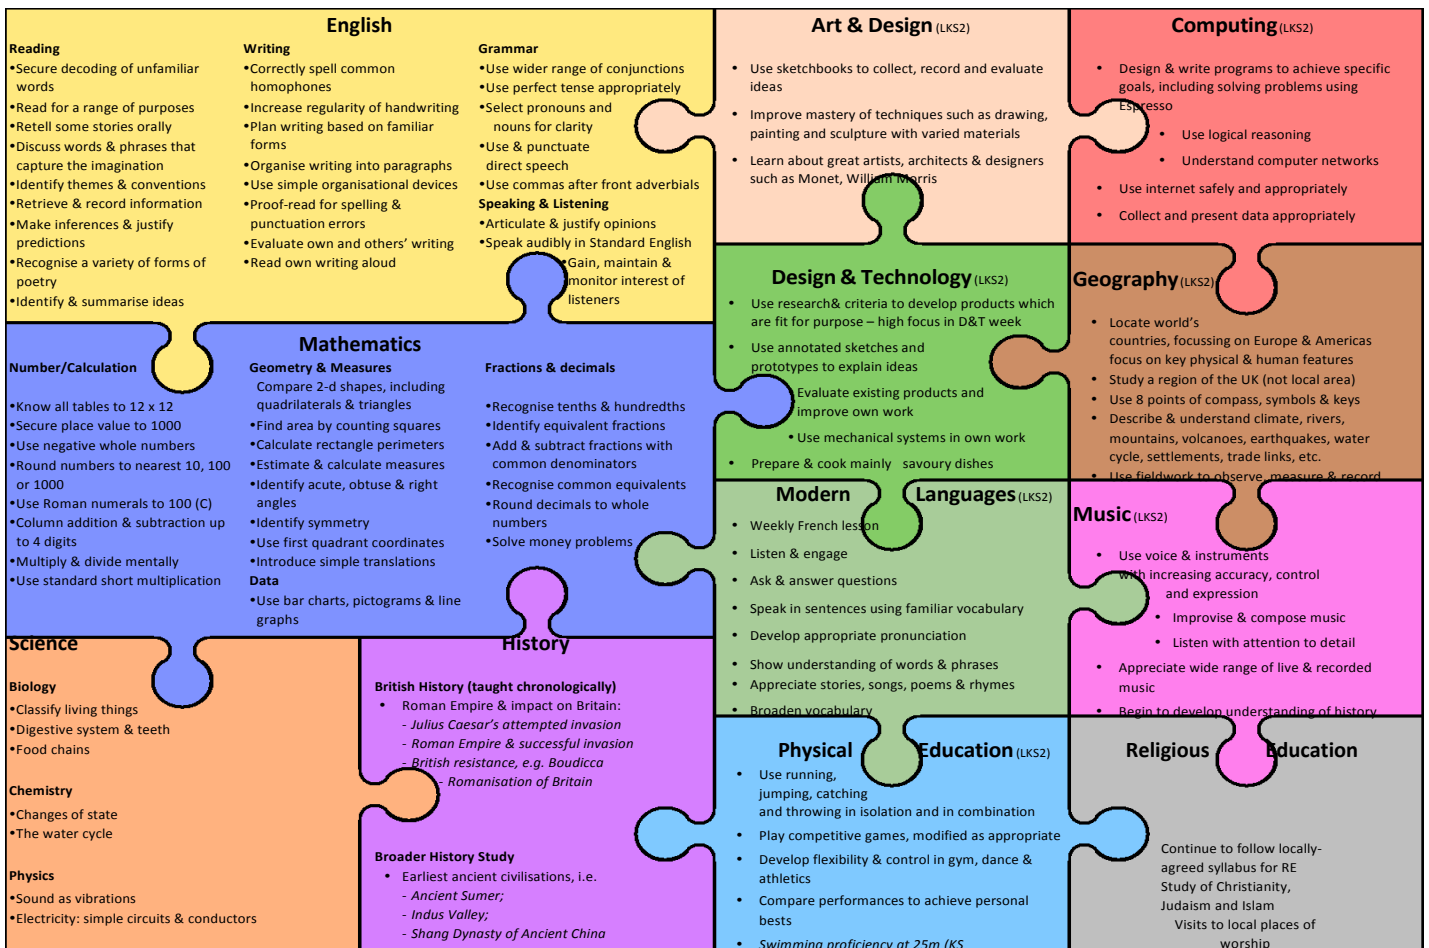 English
Reading
•Secure decoding of unfamiliar
words
•Read for a range of purposes
•Retell some stories orally
•Discuss words & phrases that
capture the imagination
•Identify themes & conventions
•Retrieve & record information
•Make inferences & justify
predictions
•Recognise a variety of forms of
poetry
•Identify & summarise ideas
Writing
•Correctly spell common
homophones
•Increase regularity of handwriting
•Plan writing based on familiar
forms
•Organise writing into paragraphs
•Use simple organisational devices
•Proof-read for spelling &
punctuation errors
•Evaluate own and others' writing
•Read own writing aloud
Grammar
•Use wider range of conjunctions
•Use perfect tense appropriately
•Select pronouns and
nouns for clarity
•Use & punctuate
direct speech
•Use commas after front adverbials
Speaking & Listening
•Articulate & justify opinions
•Speak audibly in Standard English
•Gain, maintain &
monitor interest of
listeners
Art & Design (LKS2)
• Use sketchbooks to collect, record and evaluate
ideas
• Improve mastery of techniques such as drawing,
painting and sculpture with varied materials
• Learn about great artists, architects & designers
such as Monet, William Morris
Computing (LKS2)
• Design & write programs to achieve specific
goals, including solving problems using
Espresso
• Use logical reasoning
• Understand computer networks
• Use internet safely and appropriately
• Collect and present data appropriately
Mathematics
Number/Calculation
•Know all tables to 12 x 12
•Secure place value to 1000
•Use negative whole numbers
•Round numbers to nearest 10, 100
or 1000
•Use Roman numerals to 100 (C)
•Column addition & subtraction up
to 4 digits
•Multiply & divide mentally
•Use standard short multiplication
Geometry & Measures
Compare 2-d shapes, including
quadrilaterals & triangles
•Find area by counting squares
•Calculate rectangle perimeters
•Estimate & calculate measures
•Identify acute, obtuse & right
angles
•Identify symmetry
•Use first quadrant coordinates
•Introduce simple translations
Data
•Use bar charts, pictograms & line
graphs
Fractions & decimals
•Recognise tenths & hundredths
•Identify equivalent fractions
•Add & subtract fractions with
common denominators
•Recognise common equivalents
•Round decimals to whole
numbers
•Solve money problems
Design & Technology (LKS2)
• Use research& criteria to develop products which
are fit for purpose – high focus in D&T week
• Use annotated sketches and
prototypes to explain ideas
Evaluate existing products and
improve own work
• Use mechanical systems in own work
• Prepare & cook mainly savoury dishes
Geography (LKS2)
• Locate world's
countries, focussing on Europe & Americas
focus on key physical & human features
• Study a region of the UK (not local area)
• Use 8 points of compass, symbols & keys
• Describe & understand climate, rivers,
mountains, volcanoes, earthquakes, water
cycle, settlements, trade links, etc.
• Use fieldwork to observe, measure & record
Modern Languages (LKS2)
• Weekly French lesson
• Listen & engage
• Ask & answer questions
• Speak in sentences using familiar vocabulary
• Develop appropriate pronunciation
• Show understanding of words & phrases
• Appreciate stories, songs, poems & rhymes
• Broaden vocabulary
Music (LKS2)
• Use voice & instruments
with increasing accuracy, control
and expression
• Improvise & compose music
• Listen with attention to detail
• Appreciate wide range of live & recorded
music
• Begin to develop understanding of history
Science
Biology
•Classify living things
•Digestive system & teeth
•Food chains
Chemistry
•Changes of state
•The water cycle
Physics
•Sound as vibrations
•Electricity: simple circuits & conductors
History
British History (taught chronologically)
• Roman Empire & impact on Britain:
- Julius Caesar's attempted invasion
- Roman Empire & successful invasion
- British resistance, e.g. Boudicca
- Romanisation of Britain
Broader History Study
• Earliest ancient civilisations, i.e.
- Ancient Sumer;
- Indus Valley;
- Shang Dynasty of Ancient China
Physical Education (LKS2)
• Use running,
jumping, catching
and throwing in isolation and in combination
• Play competitive games, modified as appropriate
• Develop flexibility & control in gym, dance &
athletics
• Compare performances to achieve personal
bests
• Swimming proficiency at 25m (KS
Religious Education
Continue to follow locally-
agreed syllabus for RE
Study of Christianity,
Judaism and Islam
Visits to local places of
worship